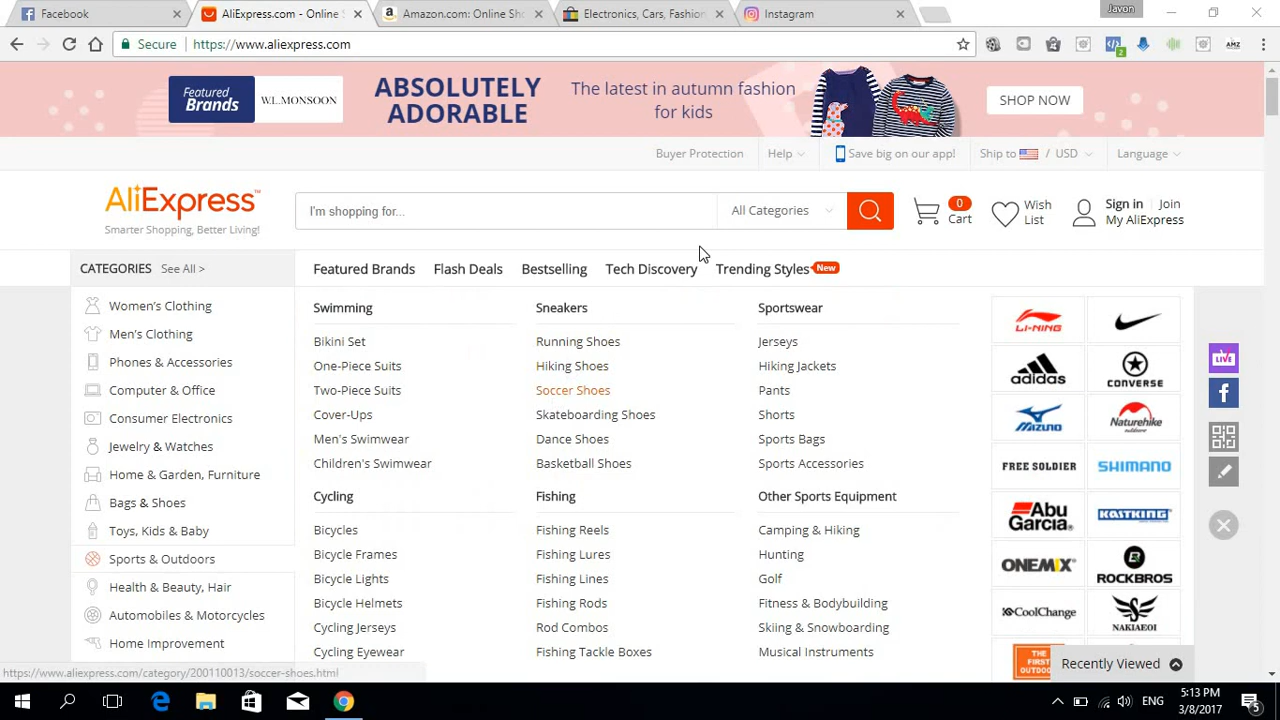 Facebook
AliExpress.com - Online S
Amazon.com: Online Sho
Electronics, Cars, Fashion
Instagram
Javon
Secure
https://www.aliexpress.com
2
AMZ
Featured Brands
W.L.MONSOON
ABSOLUTELY ADORABLE
The latest in autumn fashion
for kids
SHOP NOW
Buyer Protection
Help
Save big on our app!
Ship to / USD
Language
AliExpress™
Smarter Shopping, Better Living!
I'm shopping for...
All Categories
0
Cart
Wish
List
Sign in Join
My AliExpress
CATEGORIES See All >
Featured Brands
Flash Deals
Bestselling
Tech Discovery
Trending Styles
New
Women's Clothing
Men's Clothing
Phones & Accessories
Computer & Office
Consumer Electronics
Jewelry & Watches
Home & Garden, Furniture
Bags & Shoes
Toys, Kids & Baby
Sports & Outdoors
Health & Beauty, Hair
Automobiles & Motorcycles
Home Improvement
Swimming
Bikini Set
One-Piece Suits
Two-Piece Suits
Cover-Ups
Men's Swimwear
Children's Swimwear
Cycling
Bicycles
Bicycle Frames
Bicycle Lights
Bicycle Helmets
Cycling Jerseys
Cycling Eyewear
Sneakers
Running Shoes
Hiking Shoes
Soccer Shoes
Skateboarding Shoes
Dance Shoes
Basketball Shoes
Fishing
Fishing Reels
Fishing Lures
Fishing Lines
Fishing Rods
Rod Combos
Fishing Tackle Boxes
Sportswear
Jerseys
Hiking Jackets
Pants
Shorts
Sports Bags
Sports Accessories
Other Sports Equipment
Camping & Hiking
Hunting
Golf
Fitness & Bodybuilding
Skiing & Snowboarding
Musical Instruments
LI-NING
adidas
CONVERSE
MIZUNO
Naturehike
FREE SOLDIER
SHIMANO
Abu Garcia
KASTKING
ONEMIX
ROCKBROS
CoolChange
NAKIAEOI
THE
FIRST
OUTDOOR
LIVE
Recently Viewed
https://www.aliexpress.com/category/200110013/soccer-shoes.html
ENG
5:13 PM
3/8/2017
5